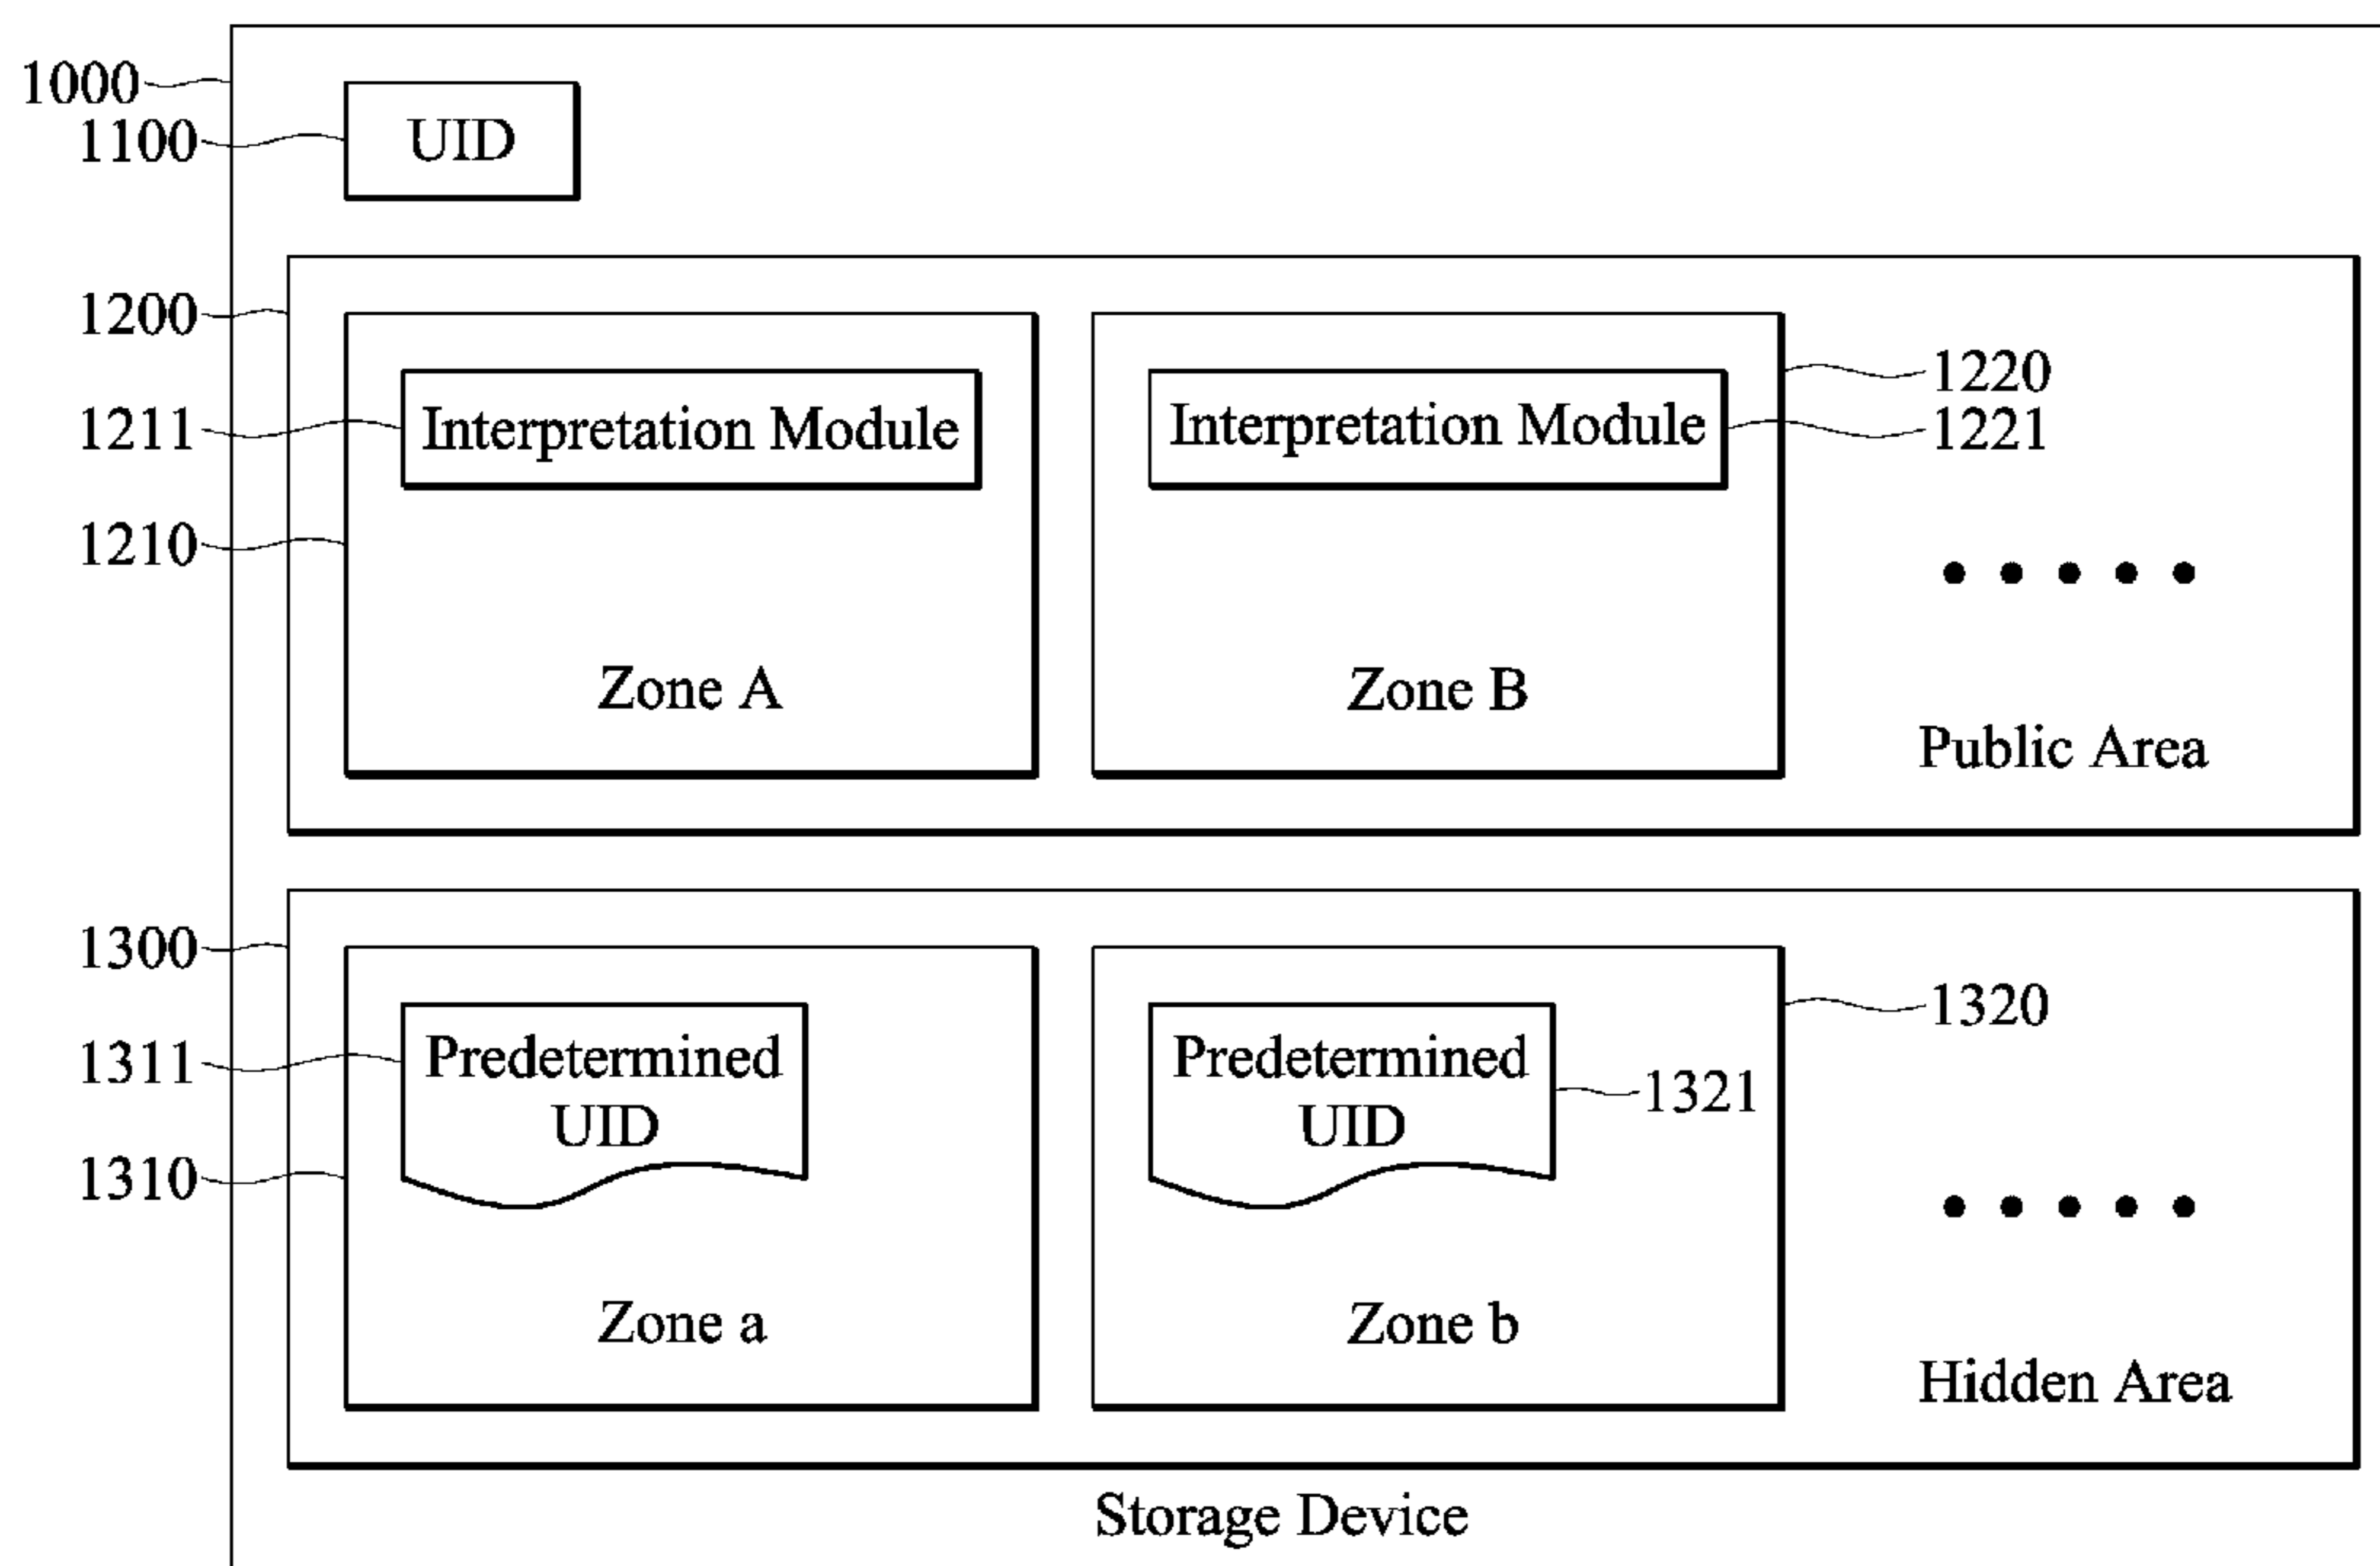 1000
1100
UID
1200
1220
1211
Interpretation Module
Interpretation Module
1221
1210
Zone A
Zone B
Public Area
1300
1320
1311
Predetermined
UID
Predetermined
UID
1321
1310
Zone a
Zone b
Hidden Area
Storage Device